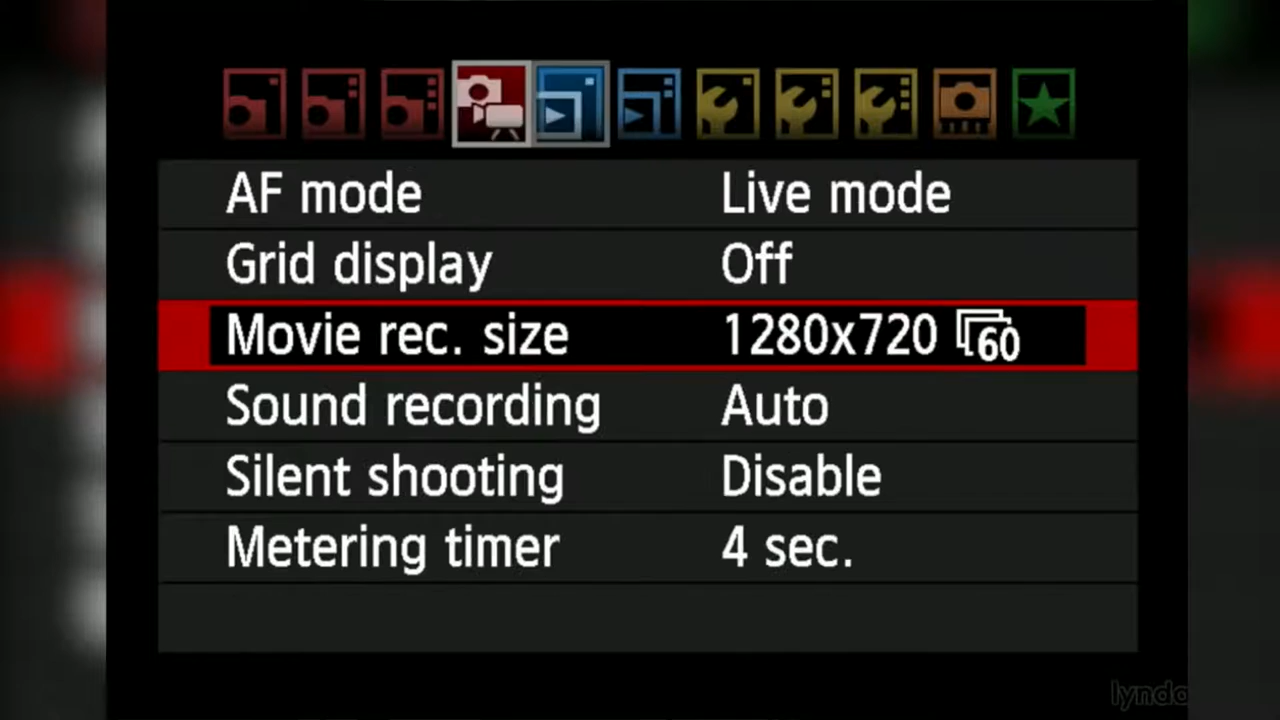 AF mode Live mode
Grid display Off
Movie rec. size 1280x720 60
Sound recording Auto
Silent shooting Disable
Metering timer 4 sec.
lynda